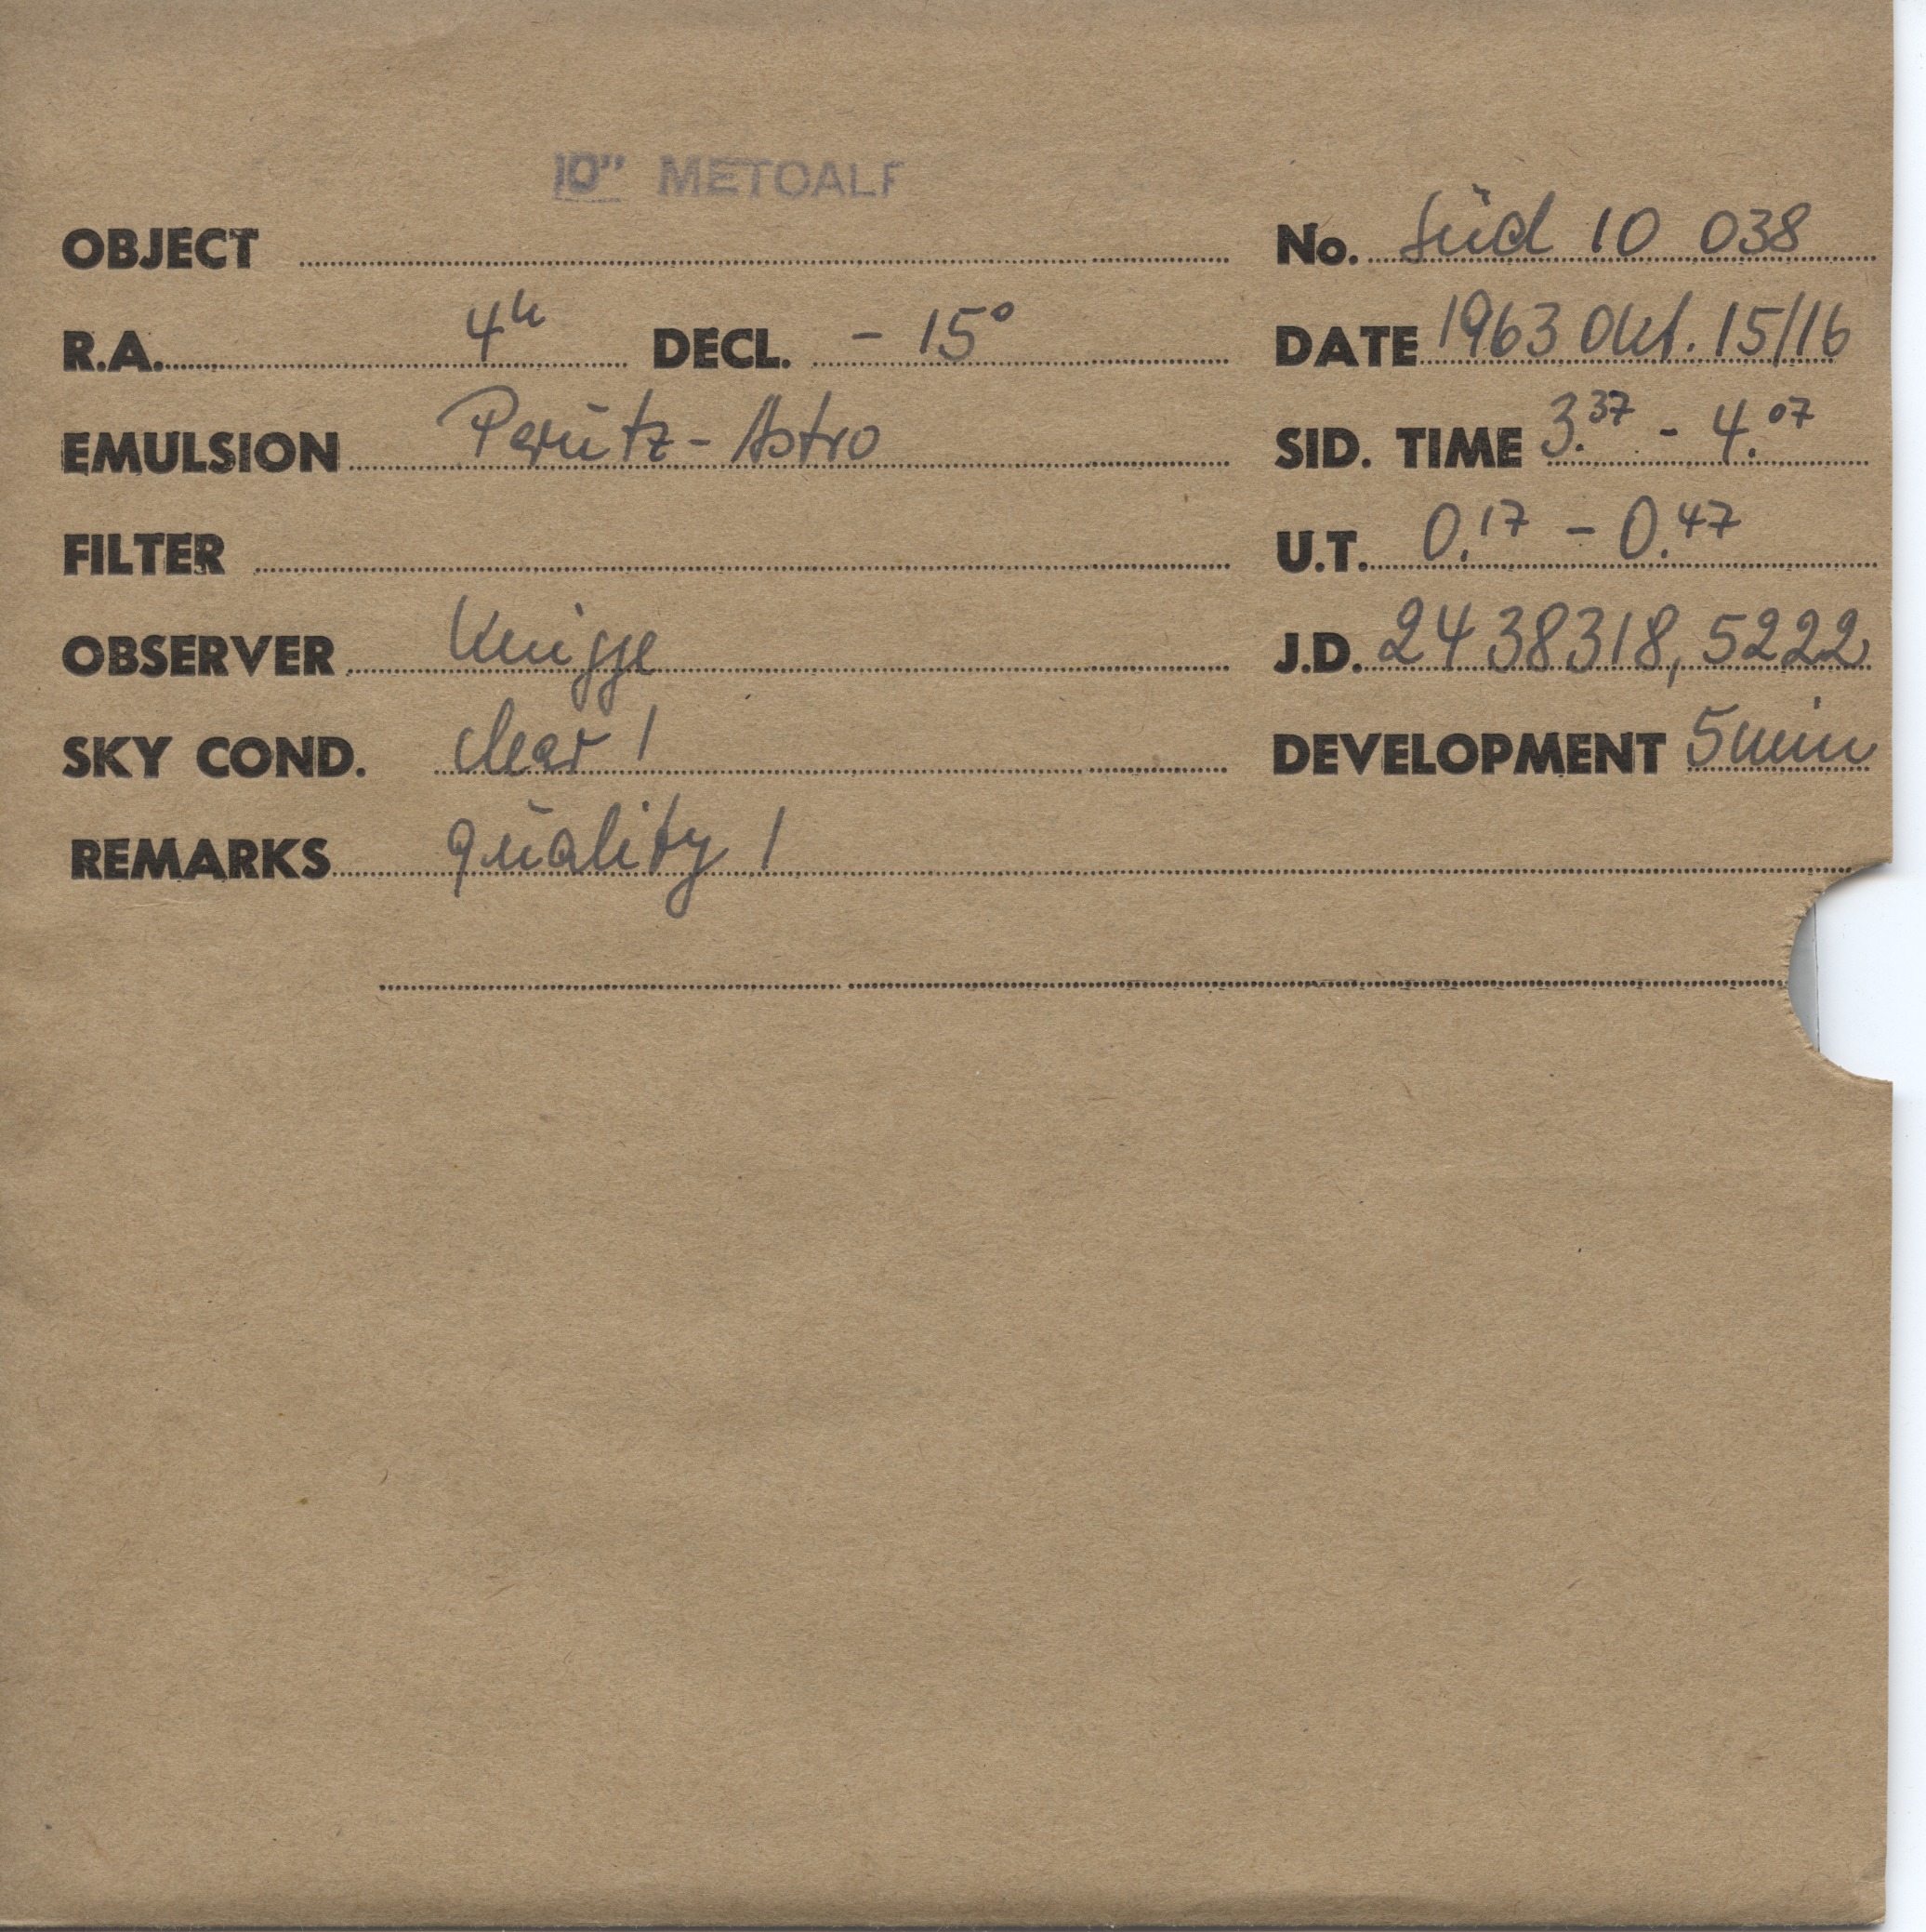 10" METCALF
OBJECT No. Süd 10 038
R.A. 4h DECL. - 15° DATE 1963 Okt. 15/16
EMULSION Perutz - Astro SID. TIME 3.37 - 4.07
FILTER U.T. 0.17 - 0.47
OBSERVER Knigge J.D. 2438318,5222
SKY COND. clear 1 DEVELOPMENT 5 min
REMARKS quality 1